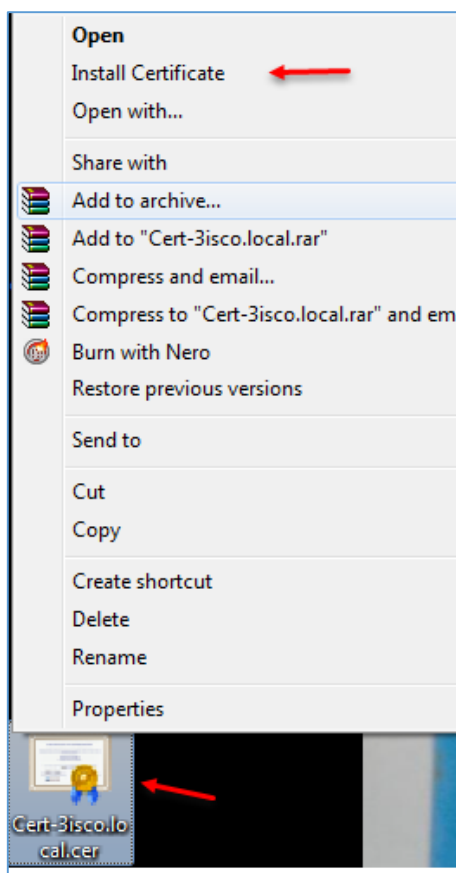 Open
Install Certificate
Open with...
Share with
Add to archive...
Add to "Cert-3isco.local.rar"
Compress and email...
Compress to "Cert-3isco.local.rar" and em
Burn with Nero
Restore previous versions
Send to
Cut
Copy
Create shortcut
Delete
Rename
Properties
Cert-3isco.lo
cal.cer